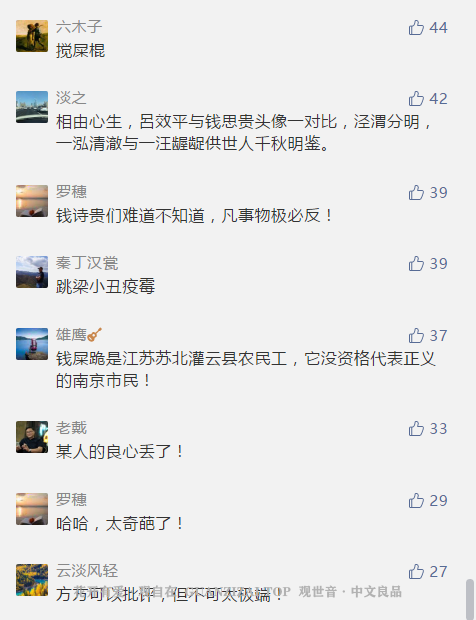 六木子 44
搅屎棍
淡之 42
相由心生，吕效平与钱思贵头像一对比，泾渭分明，
一泓清澈与一汪龌龊供世人千秋明鉴。
罗穗 39
钱诗贵们难道不知道，凡事物极必反！
秦丁汉瓮 39
跳梁小丑疫霉
雄鹰🎸 37
钱屎跪是江苏苏北灌云县农民工，它没资格代表正义
的南京市民！
老戴 33
某人的良心丢了！
罗穗 29
哈哈，太奇葩了！
云淡风轻 27
方方可以批评，但不可太极端！
自在 GUANSHIZAI.TOP 观世音·中文良品